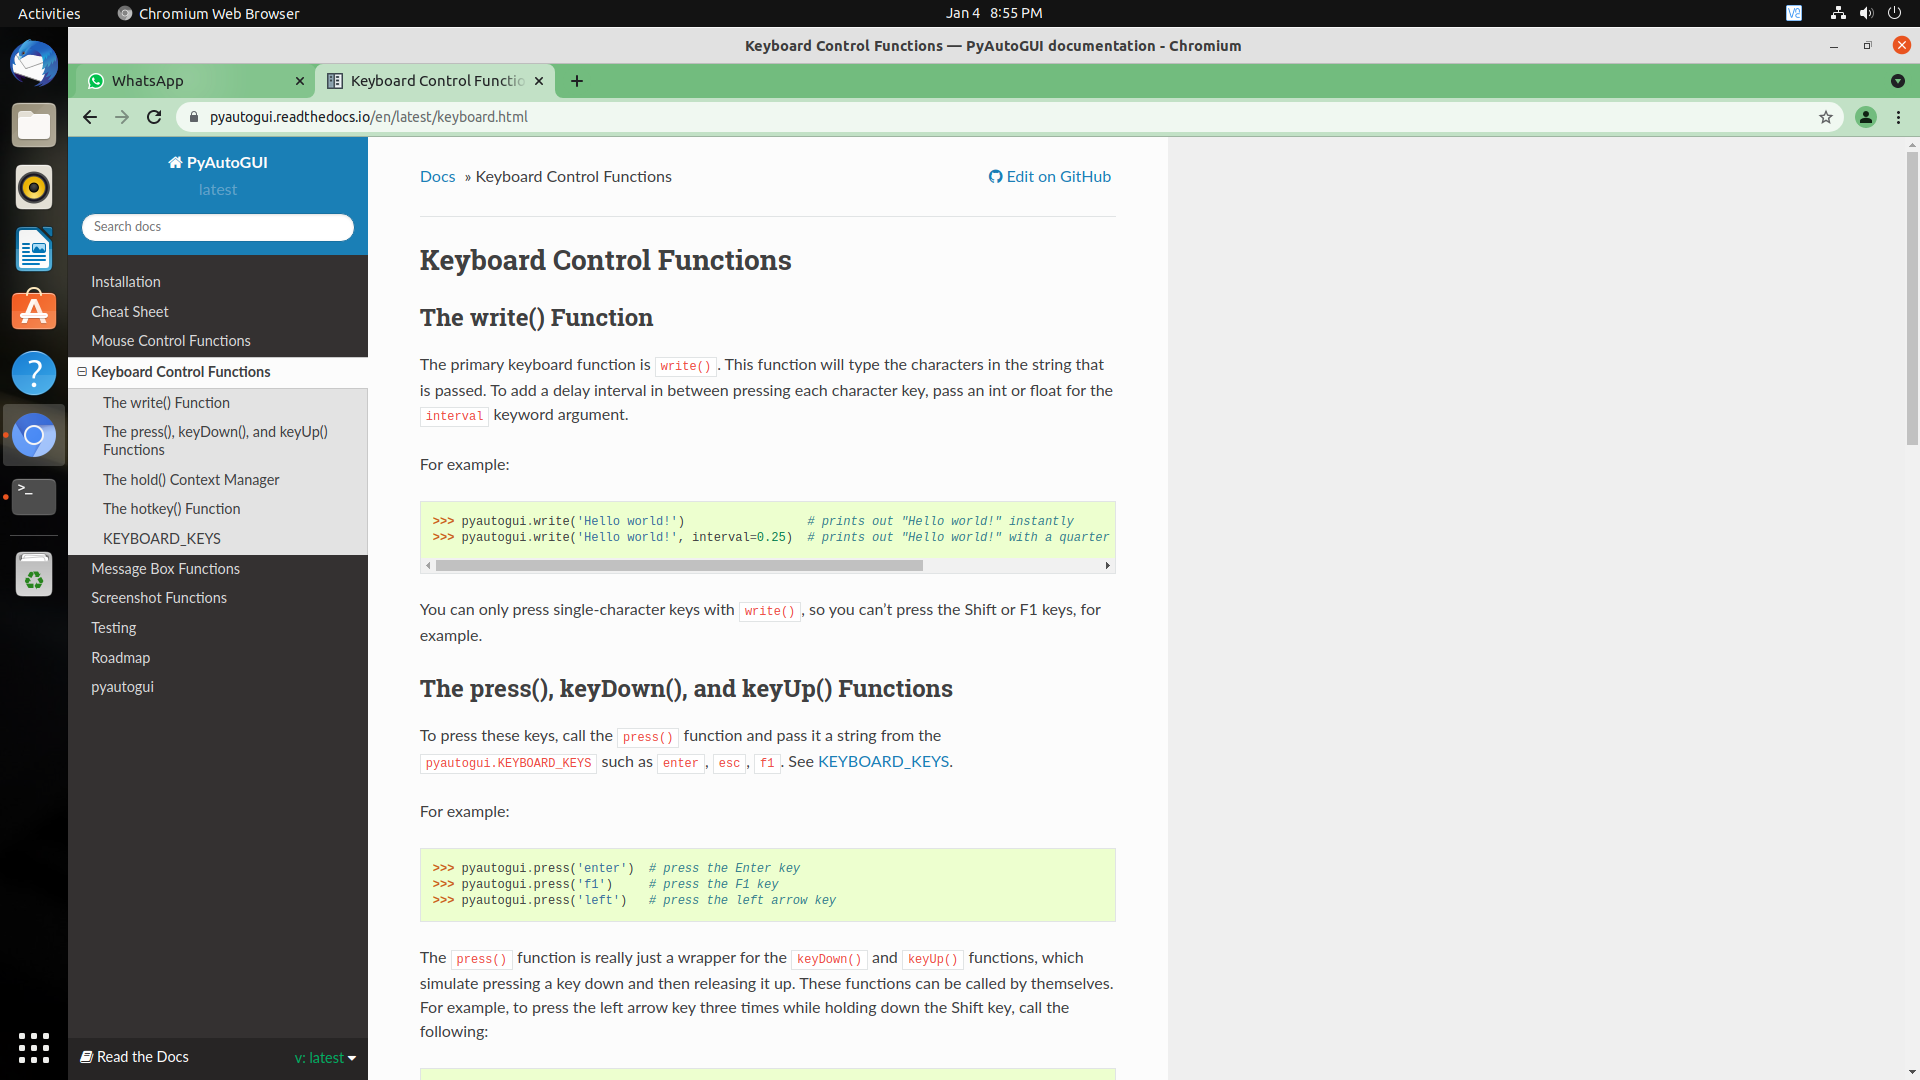 Activities Chromium Web Browser Jan 4 8:55 PM
Keyboard Control Functions — PyAutoGUI documentation - Chromium
WhatsApp Keyboard Control Functio
pyautogui.readthedocs.io/en/latest/keyboard.html
PyAutoGUI
latest
Search docs
Installation
Cheat Sheet
Mouse Control Functions
Keyboard Control Functions
The write() Function
The press(), keyDown(), and keyUp()
Functions
The hold() Context Manager
The hotkey() Function
KEYBOARD_KEYS
Message Box Functions
Screenshot Functions
Testing
Roadmap
pyautogui
Read the Docs v: latest
Docs » Keyboard Control Functions Edit on GitHub
Keyboard Control Functions
The write() Function
The primary keyboard function is write(). This function will type the characters in the string that
is passed. To add a delay interval in between pressing each character key, pass an int or float for the
interval keyword argument.
For example:
>>> pyautogui.write('Hello world!') # prints out "Hello world!" instantly
>>> pyautogui.write('Hello world!', interval=0.25) # prints out "Hello world!" with a quarter
You can only press single-character keys with write(), so you can’t press the Shift or F1 keys, for
example.
The press(), keyDown(), and keyUp() Functions
To press these keys, call the press() function and pass it a string from the
pyautogui.KEYBOARD_KEYS such as enter, esc, f1. See KEYBOARD_KEYS.
For example:
>>> pyautogui.press('enter') # press the Enter key
>>> pyautogui.press('f1') # press the F1 key
>>> pyautogui.press('left') # press the left arrow key
The press() function is really just a wrapper for the keyDown() and keyUp() functions, which
simulate pressing a key down and then releasing it up. These functions can be called by themselves.
For example, to press the left arrow key three times while holding down the Shift key, call the
following: